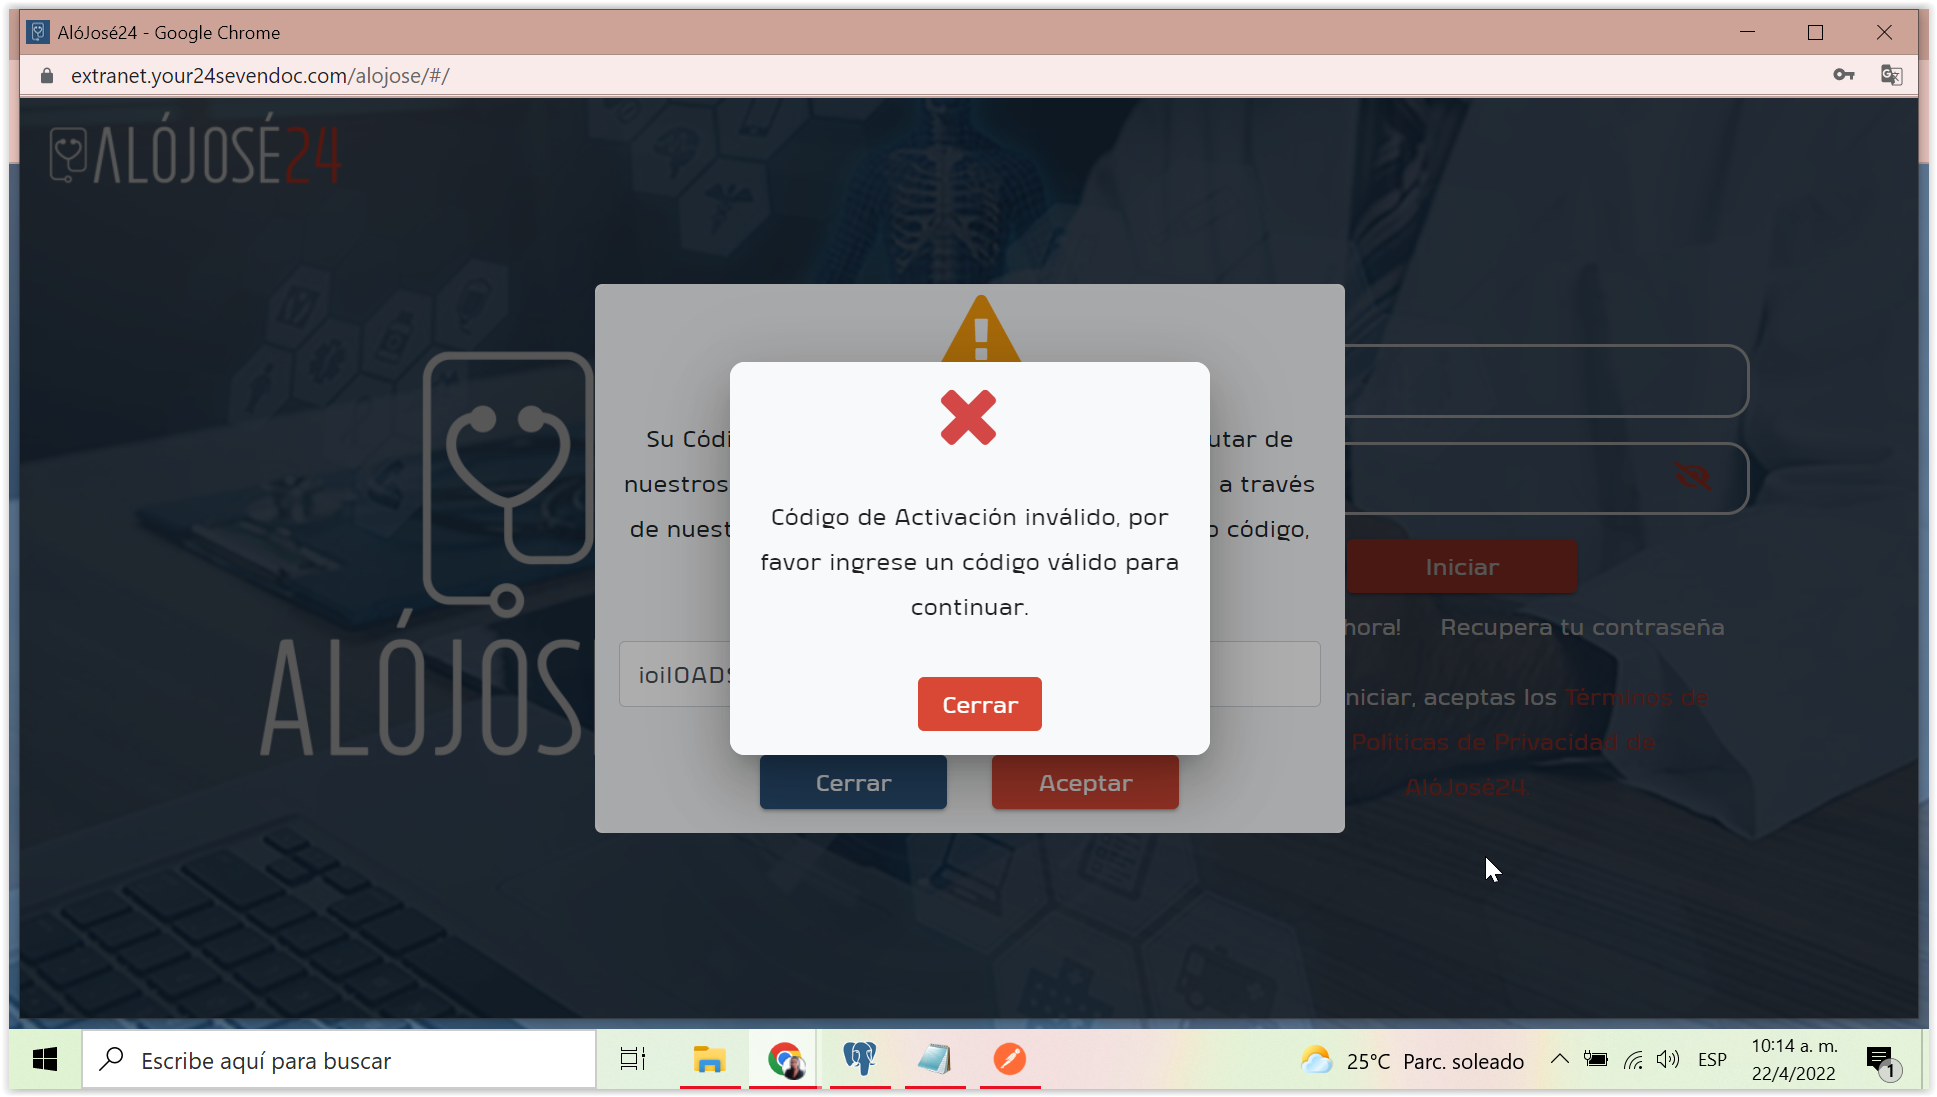 AlóJosé24 - Google Chrome
extranet.your24sevendoc.com/alojose/#/
ALÓJOSÉ24
Su Códi
utar de
nuestros
a través
de nuest
código,
Código de Activación inválido, por
favor ingrese un código válido para
continuar.
Cerrar
Cerrar
Aceptar
ALÓJOS
Iniciar
hora!
Recupera tu contraseña
niciar, aceptas los Términos de
Políticas de Privacidad de
AlóJosé24.
Escribe aquí para buscar
25°C Parc. soleado
ESP
10:14 a. m.
22/4/2022
1